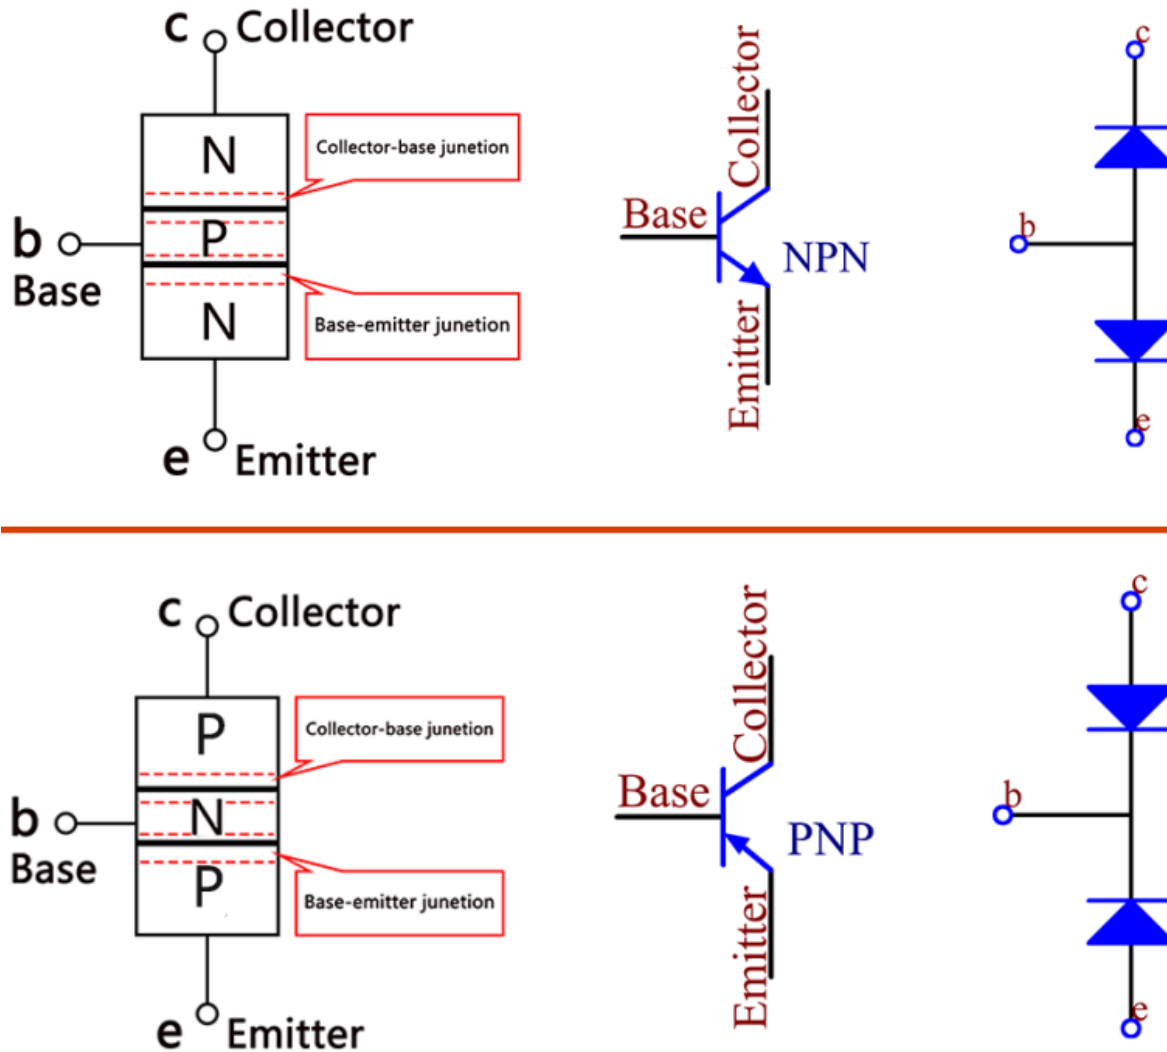 c Collector
N
Collector-base junetion
b
P
Base
Base-emitter junetion
N
e Emitter
Collector
Base
NPN
Emitter
c
b
e
c Collector
P
Collector-base junetion
b
N
Base
P
Base-emitter junetion
e Emitter
Collector
Base
PNP
Emitter
c
b
e